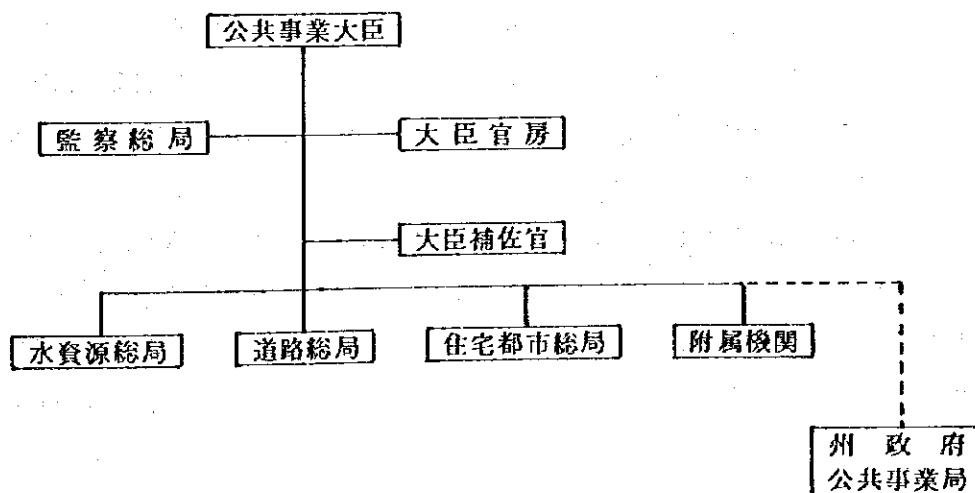 公共事業大臣
監察総局
大臣官房
大臣補佐官
水資源総局
道路総局
住宅都市総局
附属機関
州政府
公共事業局